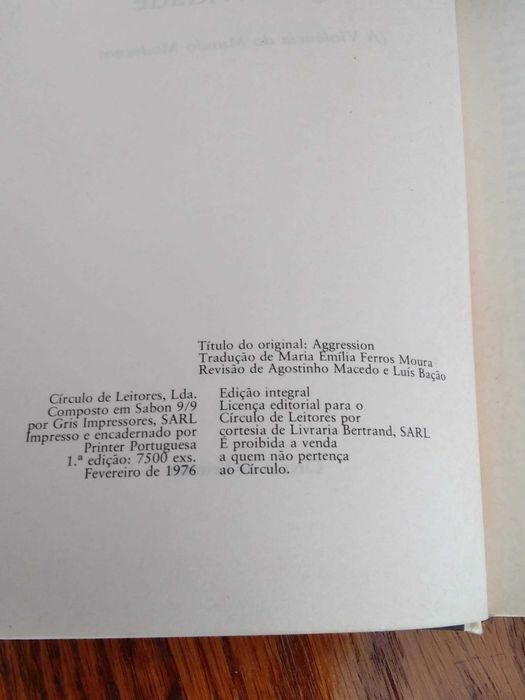 Título do original: Aggression
Tradução de Maria Emília Ferros Moura
Revisão de Agostinho Macedo e Luís Bação
Círculo de Leitores, Lda.
Composto em Sabon 9/9
por Gris Impressores, SARL
Impresso e encadernado por
Printer Portuguesa
1.ª edição: 7500 exs.
Fevereiro de 1976
Edição integral
Licença editorial para o
Círculo de Leitores por
cortesia de Livraria Bertrand, SARL
É proibida a venda
a quem não pertença
ao Círculo.